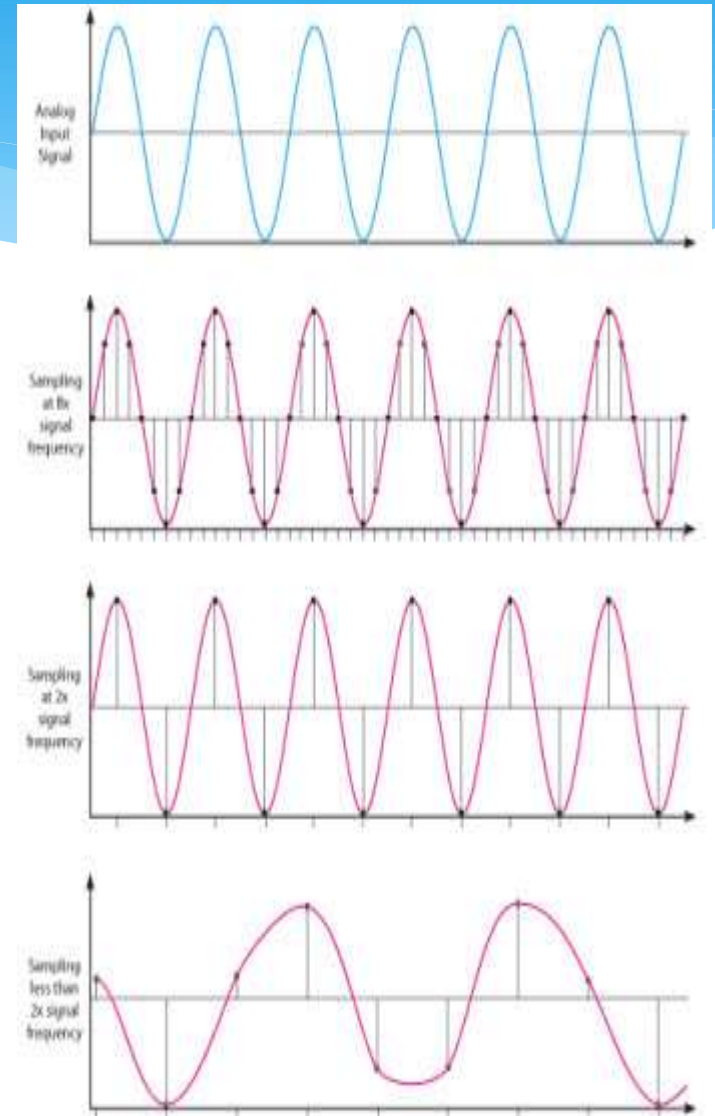 Analog
Input
Signal
Sampling
at 8x
signal
frequency
Sampling
at 2x
signal
frequency
Sampling
less than
2x signal
frequency